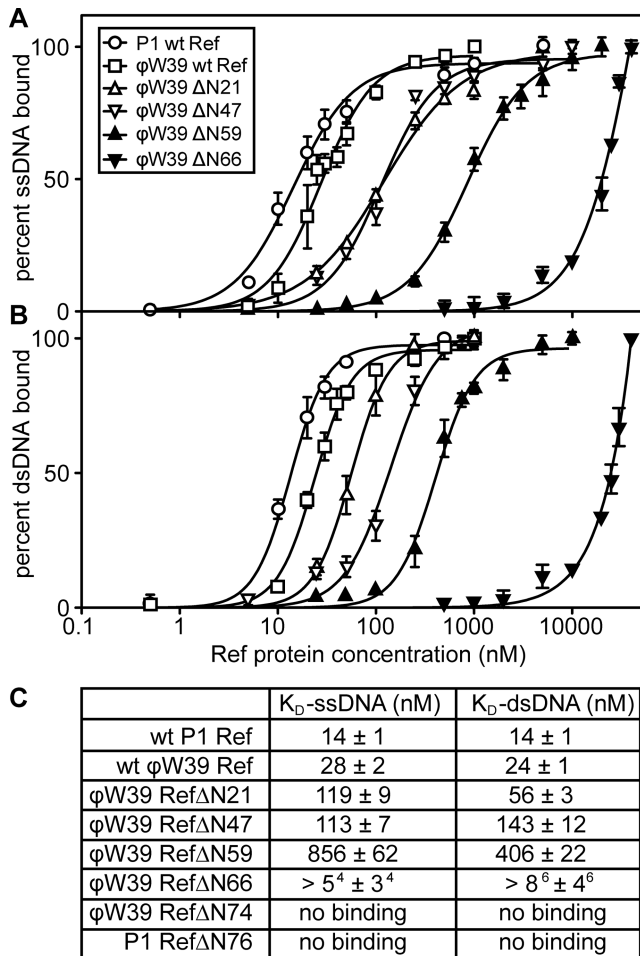 A
100
50
0
percent ssDNA bound
P1 wt Ref
φW39 wt Ref
φW39 ΔN21
φW39 ΔN47
φW39 ΔN59
φW39 ΔN66
B
100
50
0
percent dsDNA bound
0.1 1 10 100 1000 10000
Ref protein concentration (nM)
C
K_D-ssDNA (nM) K_D-dsDNA (nM)
wt P1 Ref 14 ± 1 14 ± 1
wt φW39 Ref 28 ± 2 24 ± 1
φW39 RefΔN21 119 ± 9 56 ± 3
φW39 RefΔN47 113 ± 7 143 ± 12
φW39 RefΔN59 856 ± 62 406 ± 22
φW39 RefΔN66 > 5⁴ ± 3⁴ > 8⁶ ± 4⁶
φW39 RefΔN74 no binding no binding
P1 RefΔN76 no binding no binding